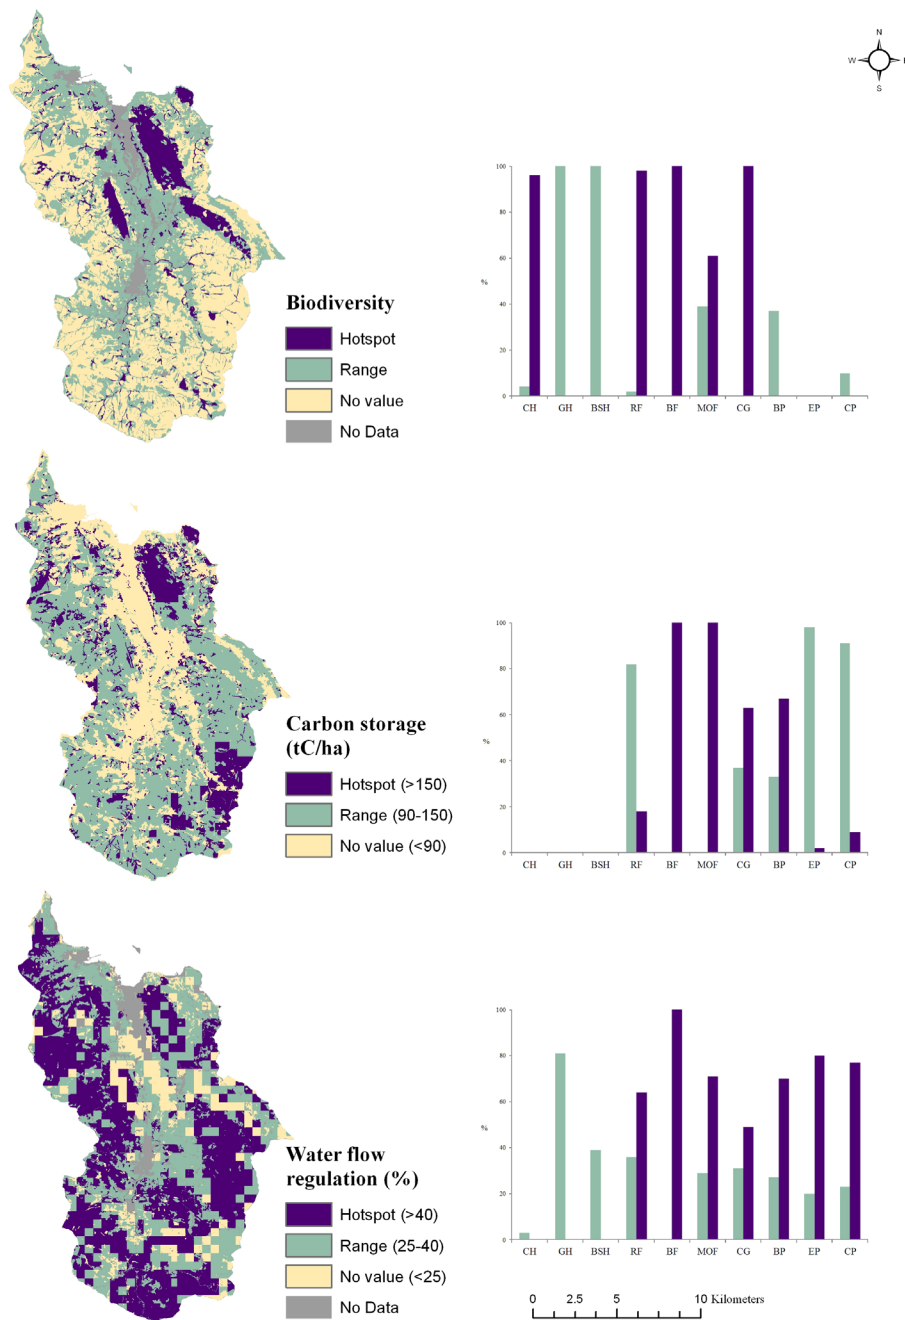 N
W
E
S
Biodiversity
Hotspot
Range
No value
No Data
100
80
60
%
40
20
0
CH GH BSH RF BF MOF CG BP EP CP
Carbon storage
(tC/ha)
Hotspot (>150)
Range (90-150)
No value (<90)
100
80
60
%
40
20
0
CH GH BSH RF BF MOF CG BP EP CP
Water flow
regulation (%)
Hotspot (>40)
Range (25-40)
No value (<25)
No Data
100
80
60
%
40
20
0
CH GH BSH RF BF MOF CG BP EP CP
0 2.5 5 10 Kilometers